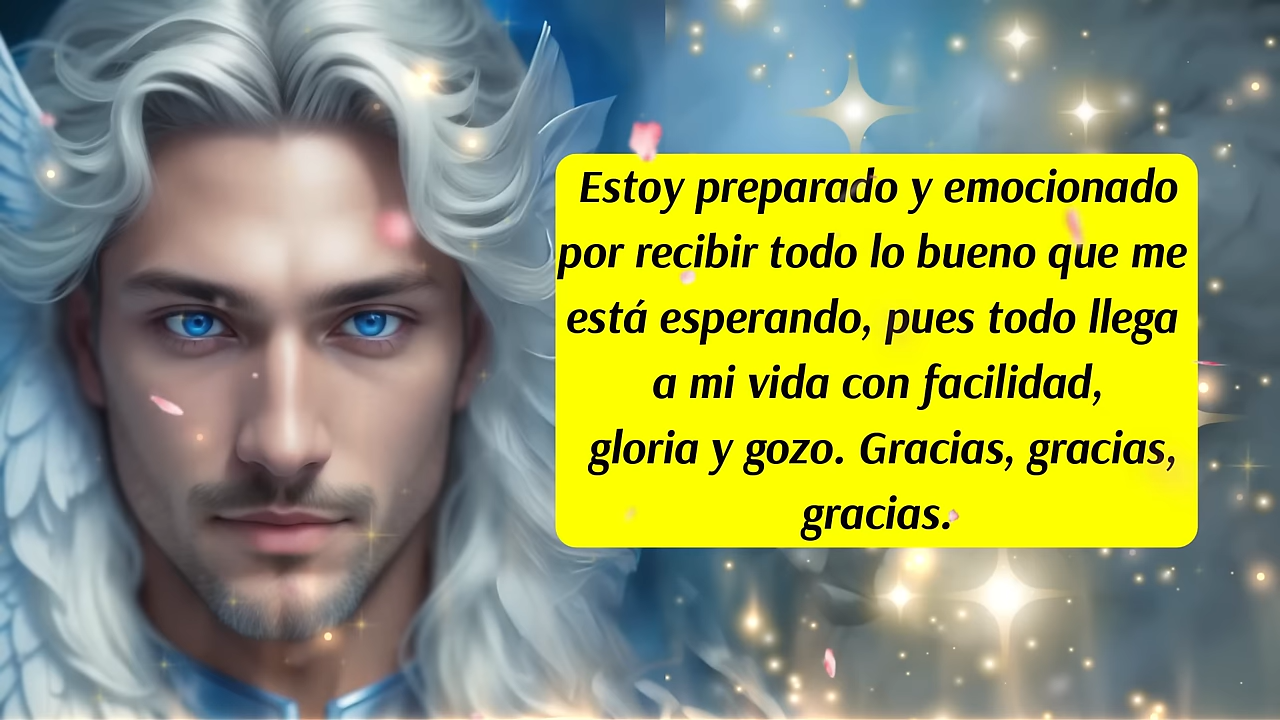 Estoy preparado y emocionado
por recibir todo lo bueno que me
está esperando, pues todo llega
a mi vida con facilidad,
gloria y gozo. Gracias, gracias,
gracias.